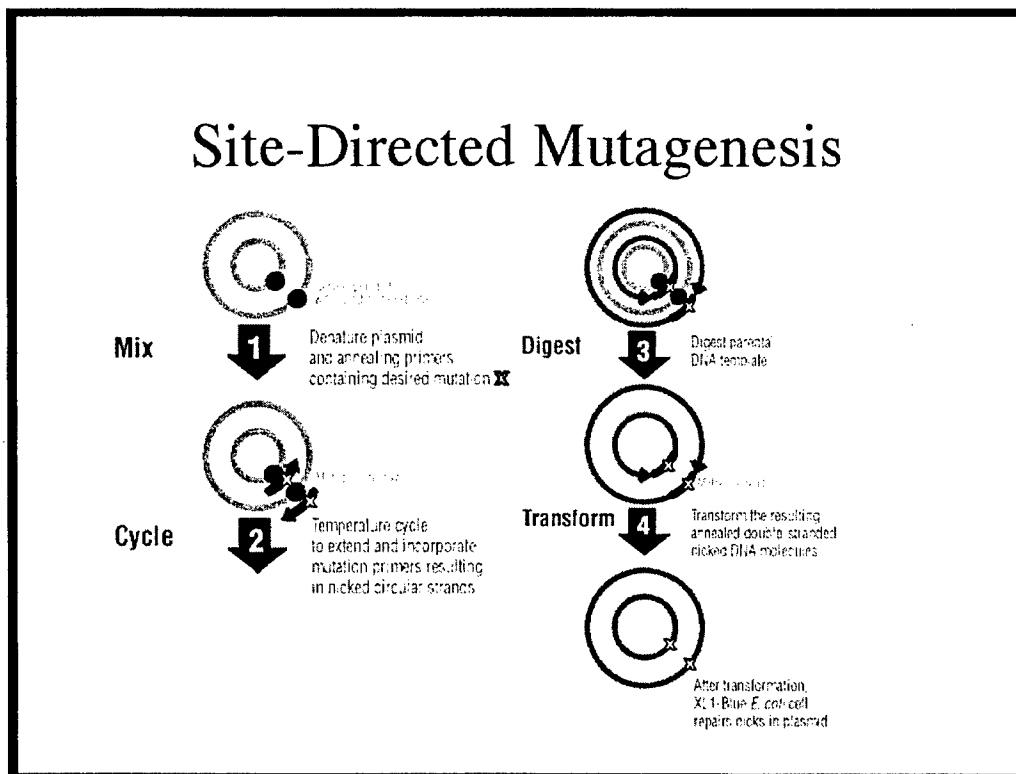 Site-Directed Mutagenesis
Mix
1
Denature plasmid
and annealing primers
containing desired mutation
Cycle
2
Temperature cycle
to extend and incorporate
mutation primers resulting
in nicked circular strands
Digest
3
Digest parental
DNA template
Transform
4
Transform the resulting
annealed double-stranded
nicked DNA molecules
After transformation,
XL1-Blue E. coli cell
repairs nicks in plasmid